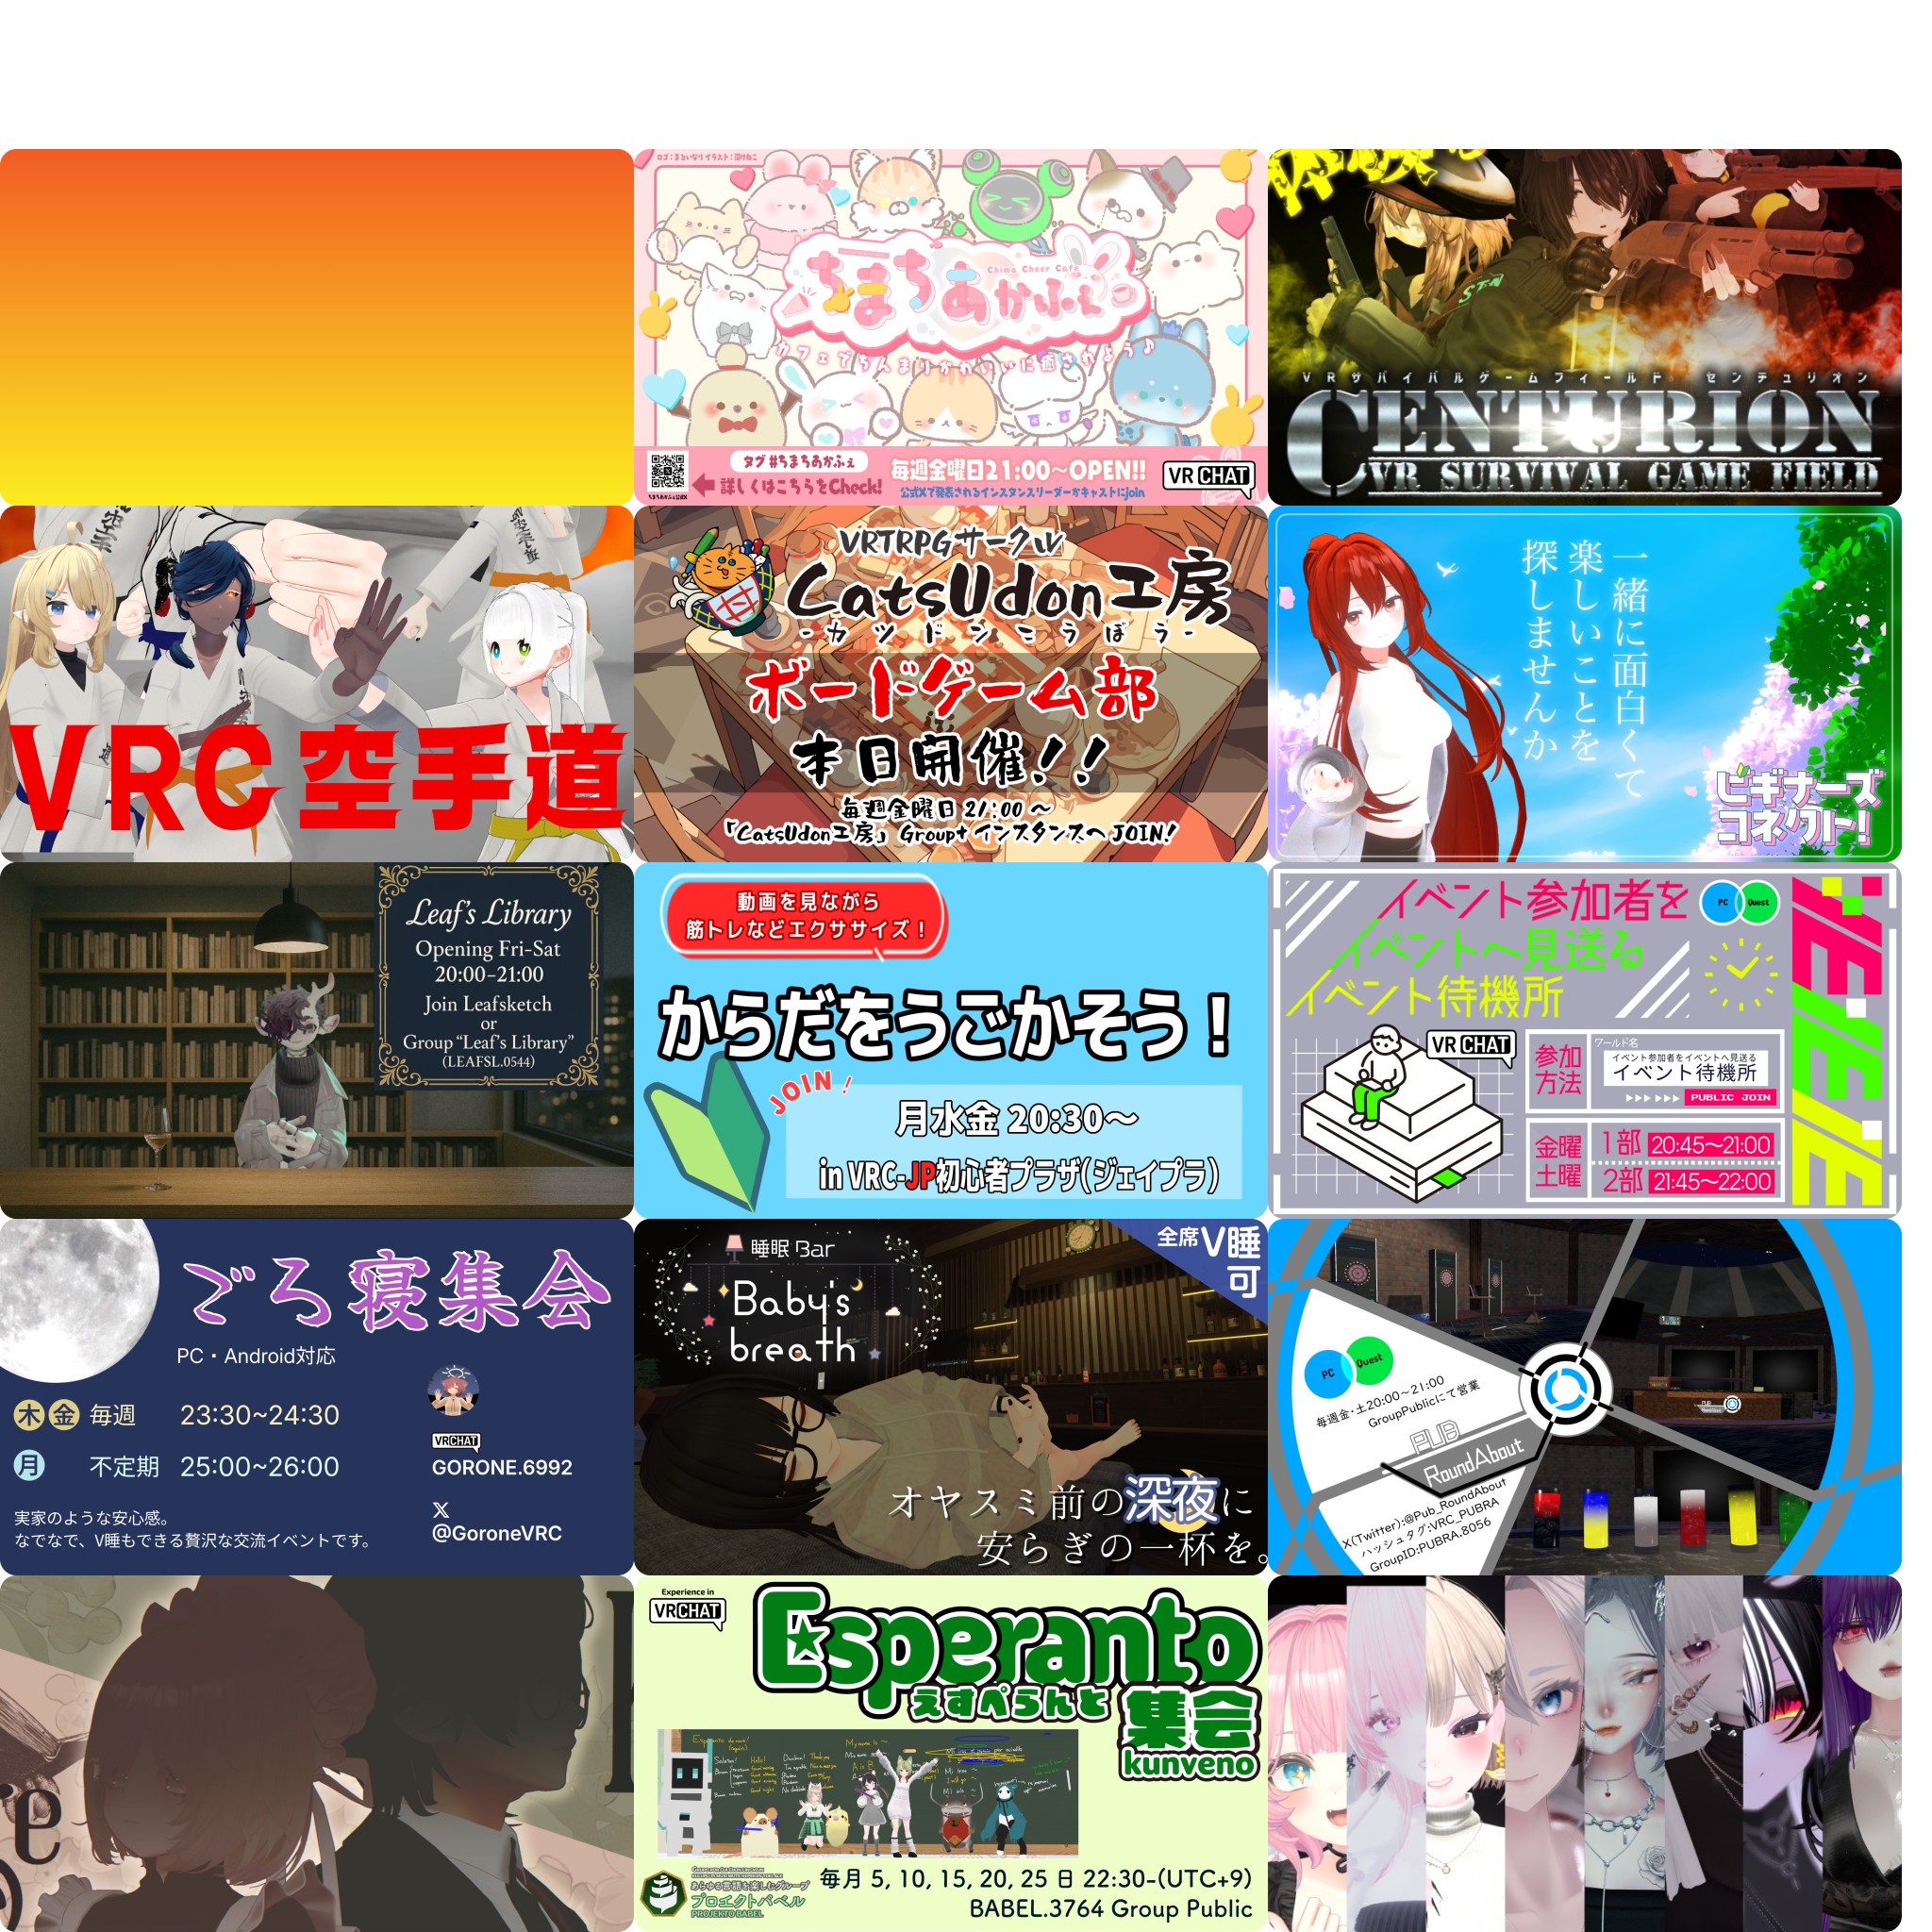 ロゴ：まるいなり イラスト：溶けねこ
Chima Cheer Cafe
ちまちあかふぇ
カフェでちんまりかわいいに癒されよう♪
タグ #ちまちあかふぇ
詳しくはこちらをCheck!
毎週金曜日21:00～OPEN!!
公式Xで発表されるインスタンスリーダーかキャストにjoin
VRCHAT
VRサバイバルゲームフィールド センチュリオン
CENTURION
VR SURVIVAL GAME FIELD
VRC空手道
VRTRPGサークル
CatsUdon工房
-カツドンこうぼう-
ボードゲーム部
本日開催!!
毎週金曜日 21:00 ～
「CatsUdon工房」 Group+ インスタンスへ JOIN!
一緒に面白くて
楽しいことを
探しませんか
ビギナーズ
コネクト!
Leaf's Library
Opening Fri-Sat
20:00-21:00
Join Leafsketch
or
Group "Leaf's Library"
(LEAFSL.0544)
動画を見ながら
筋トレなどエクササイズ！
からだをうごかそう！
JOIN！
月水金 20:30～
in VRC-JP初心者プラザ(ジェイプラ)
イベント参加者を
イベントへ見送る
イベント待機所
PC Quest
VRCHAT
参加方法
ワールド名
イベント参加者をイベントへ見送る
イベント待機所
PUBLIC JOIN
金曜
土曜
1部 20:45～21:00
2部 21:45～22:00
ごろ寝集会
PC・Android対応
木 金 毎週 23:30~24:30
月 不定期 25:00~26:00
VRCHAT
GORONE.6992
X
@GoroneVRC
実家のような安心感。
なでなで、V睡もできる贅沢な交流イベントです。
睡眠 Bar
Baby's
breath
全席V睡
可
オヤスミ前の深夜に
安らぎの一杯を。
PC Quest
毎週金・土20:00～21:00
GroupPublicにて営業
PUB
RoundAbout
X(Twitter):@Pub_RoundAbout
ハッシュタグ:VRC_PUBRA
GroupID:PUBRA.8056
Experience in
VRCHAT
Esperanto
えすぺらんと 集会
kunveno
あらゆる言語を楽しむグループ
プロェクトバベル
PROJEKTO BABEL
毎月 5, 10, 15, 20, 25 日 22:30-(UTC+9)
BABEL.3764 Group Public